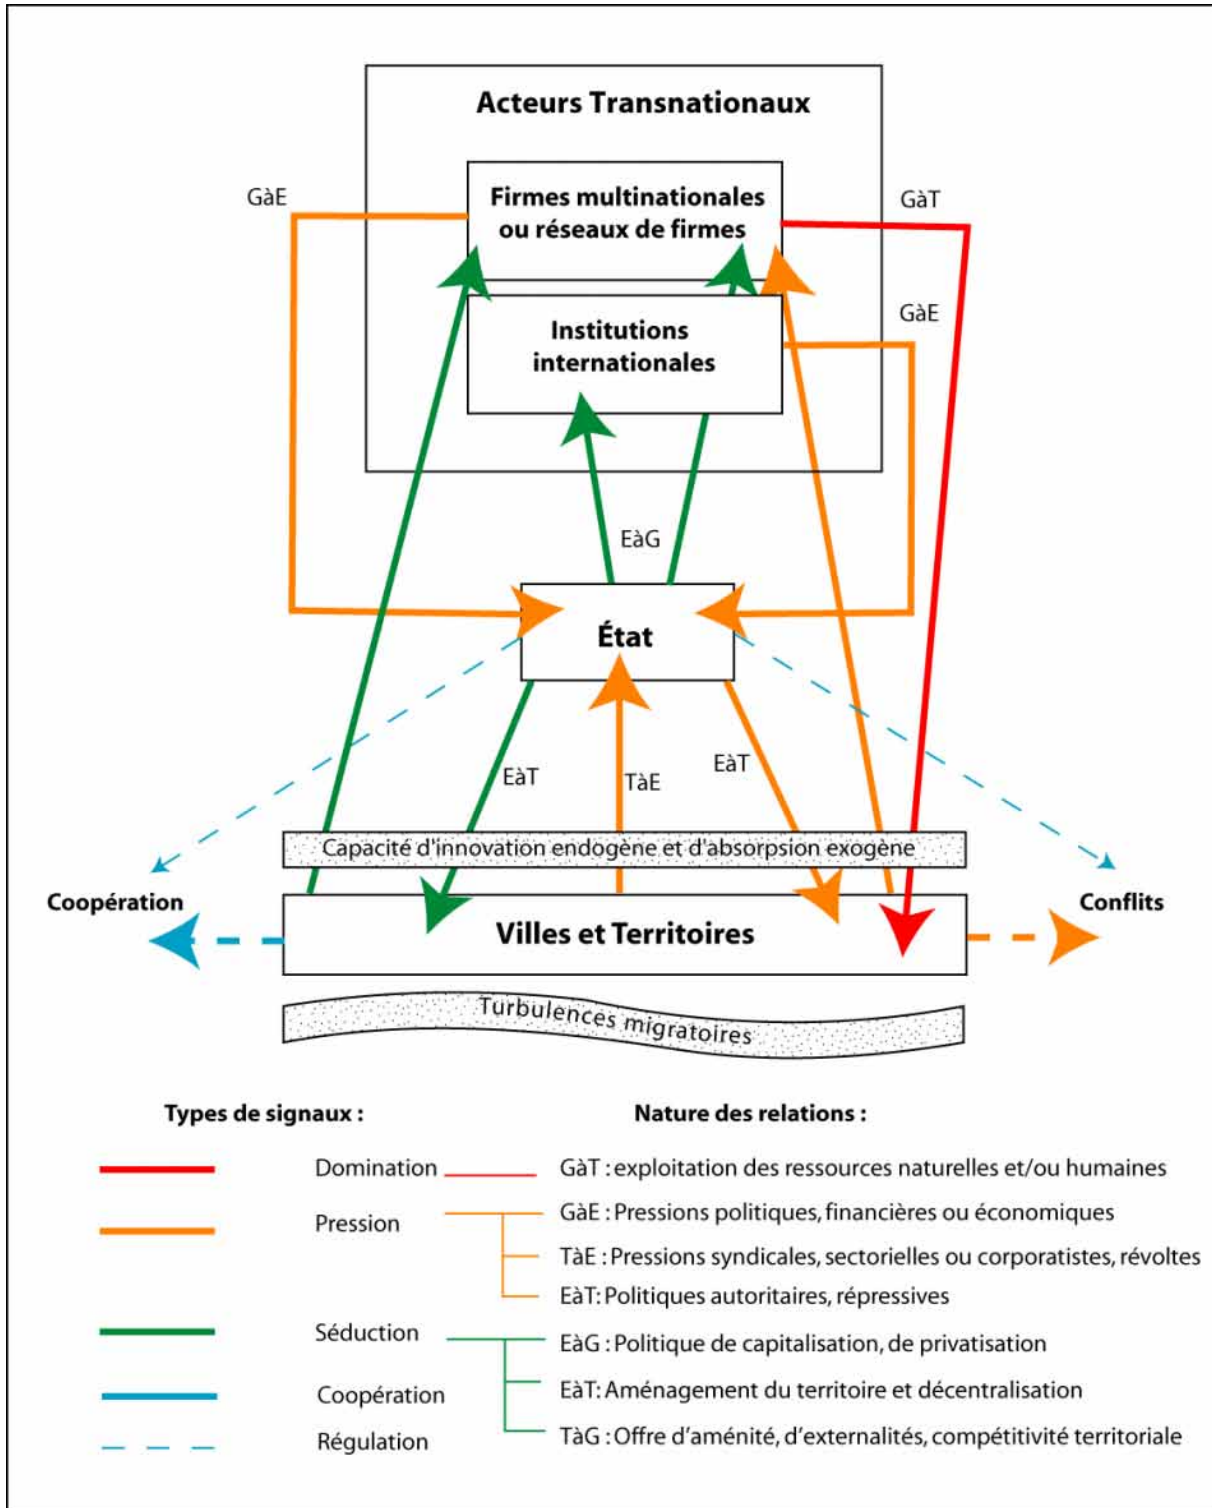 Acteurs Transnationaux
Firmes multinationales
ou réseaux de firmes
GàE
GàT
Institutions
internationales
GàE
EàG
État
EàT
TàE
EàT
Capacité d'innovation endogène et d'absorpsion exogène
Coopération
Villes et Territoires
Conflits
Turbulences migratoires
Types de signaux :
Nature des relations :
Domination
GàT : exploitation des ressources naturelles et/ou humaines
Pression
GàE : Pressions politiques, financières ou économiques
TàE : Pressions syndicales, sectorielles ou corporatistes, révoltes
EàT: Politiques autoritaires, répressives
Séduction
EàG : Politique de capitalisation, de privatisation
EàT: Aménagement du territoire et décentralisation
Coopération
TàG : Offre d'aménité, d'externalités, compétitivité territoriale
Régulation